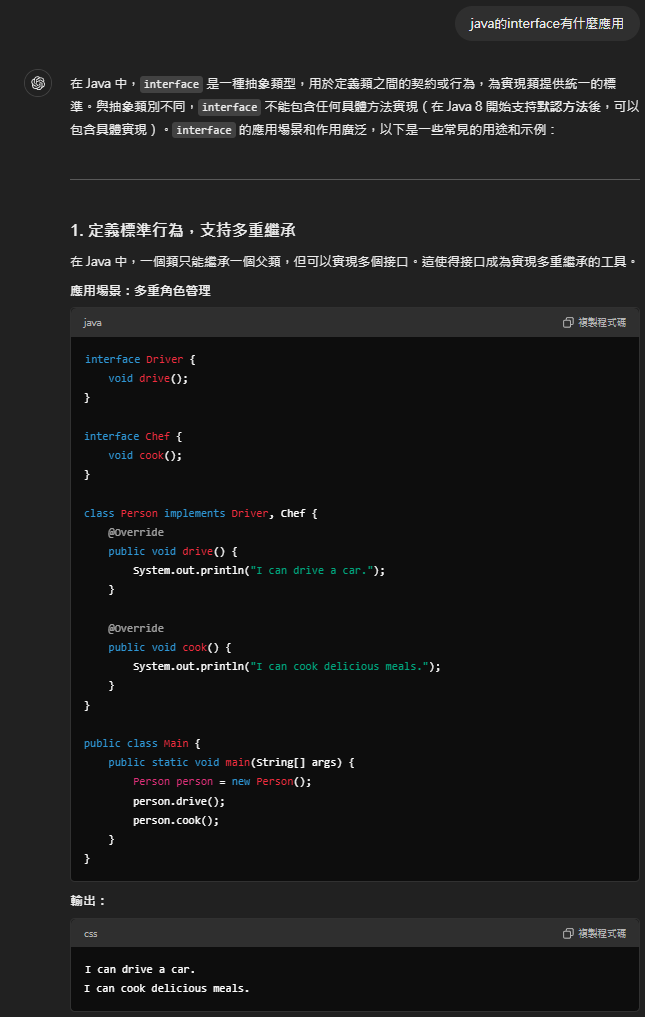 java的interface有什麼應用
在 Java 中，interface 是一種抽象類型，用於定義類之間的契約或行為，為實現類提供統一的標
準。與抽象類別不同，interface 不能包含任何具體方法實現（在 Java 8 開始支持默認方法後，可以
包含具體實現）。interface 的應用場景和作用廣泛，以下是一些常見的用途和示例：
1. 定義標準行為，支持多重繼承
在 Java 中，一個類只能繼承一個父類，但可以實現多個接口。這使得接口成為實現多重繼承的工具。
應用場景：多重角色管理
java 複製程式碼
interface Driver {
    void drive();
}

interface Chef {
    void cook();
}

class Person implements Driver, Chef {
    @Override
    public void drive() {
        System.out.println("I can drive a car.");
    }

    @Override
    public void cook() {
        System.out.println("I can cook delicious meals.");
    }
}

public class Main {
    public static void main(String[] args) {
        Person person = new Person();
        person.drive();
        person.cook();
    }
}
輸出：
css 複製程式碼
I can drive a car.
I can cook delicious meals.